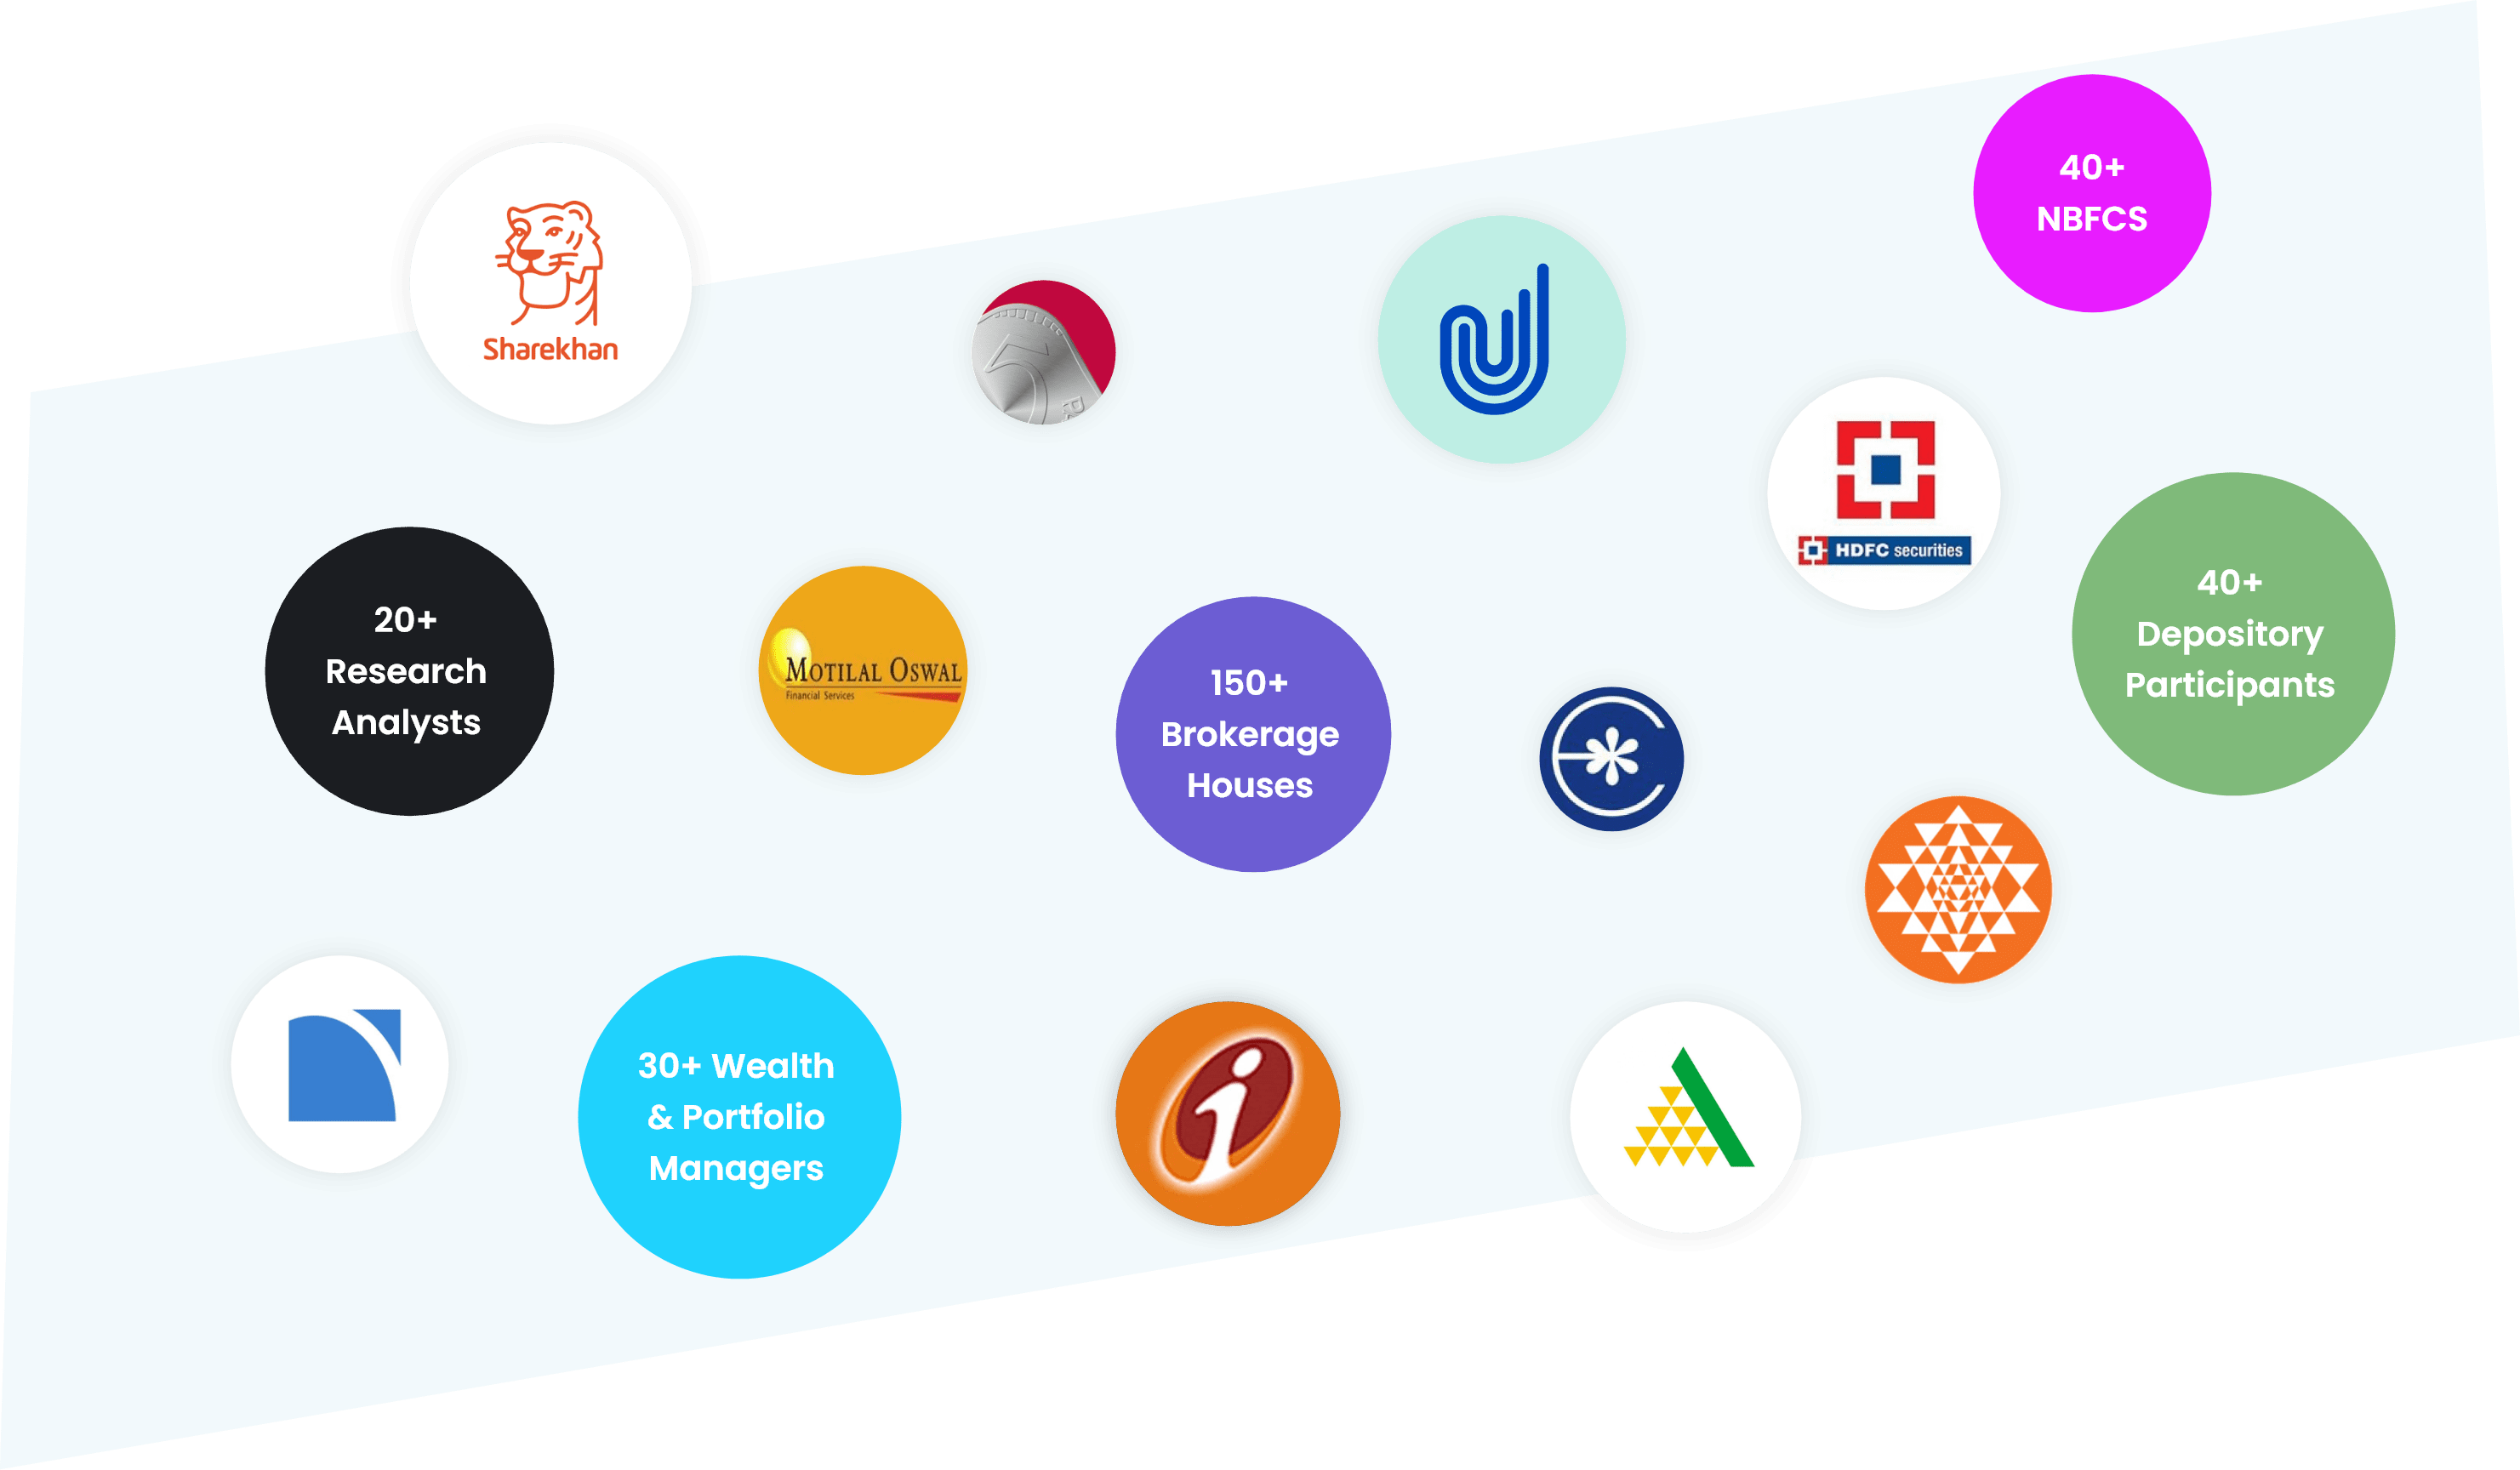 40+
NBFCS
Sharekhan
HDFC securities
20+
Research
Analysts
MOTILAL OSWAL
Financial Services
150+
Brokerage
Houses
40+
Depository
Participants
30+ Wealth
& Portfolio
Managers